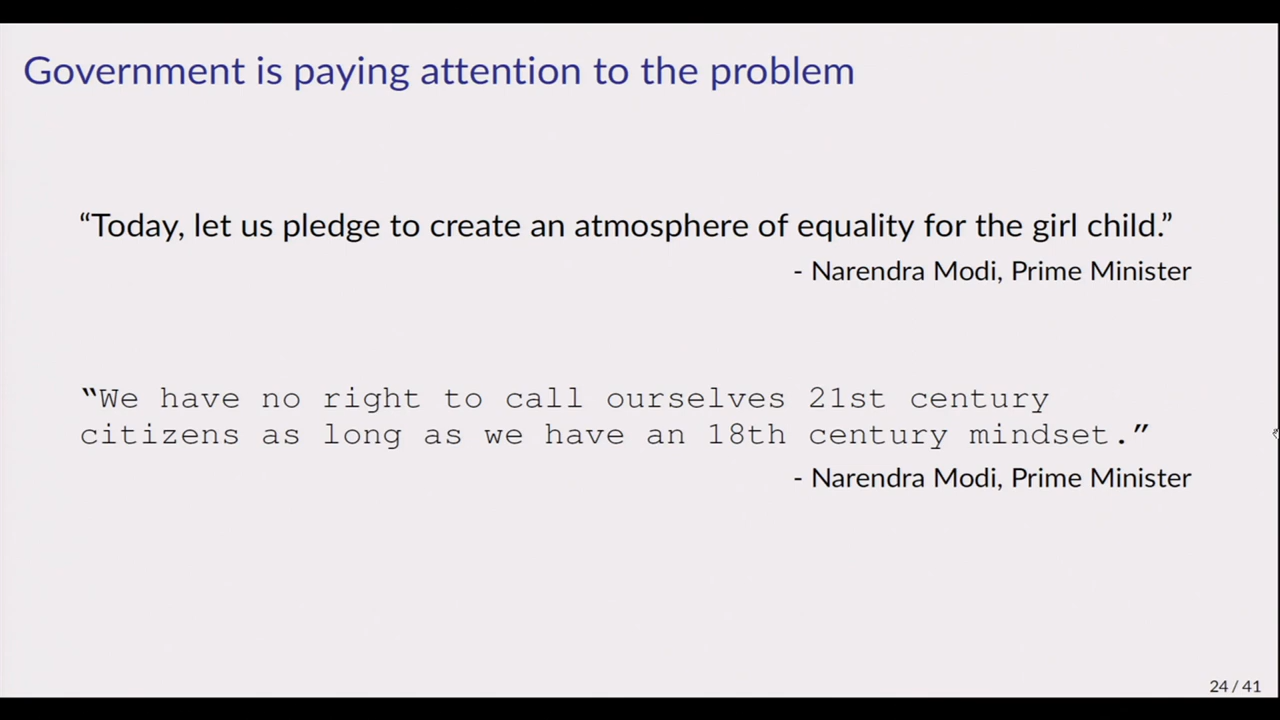 Government is paying attention to the problem
“Today, let us pledge to create an atmosphere of equality for the girl child.”
- Narendra Modi, Prime Minister
“We have no right to call ourselves 21st century
citizens as long as we have an 18th century mindset.”
- Narendra Modi, Prime Minister
24 / 41